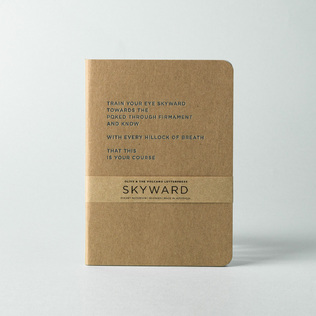 TRAIN YOUR EYE SKYWARD
TOWARDS THE
POKED THROUGH FIRMAMENT
AND KNOW
WITH EVERY HILLOCK OF BREATH
THAT THIS
IS YOUR COURSE
SKYWARD